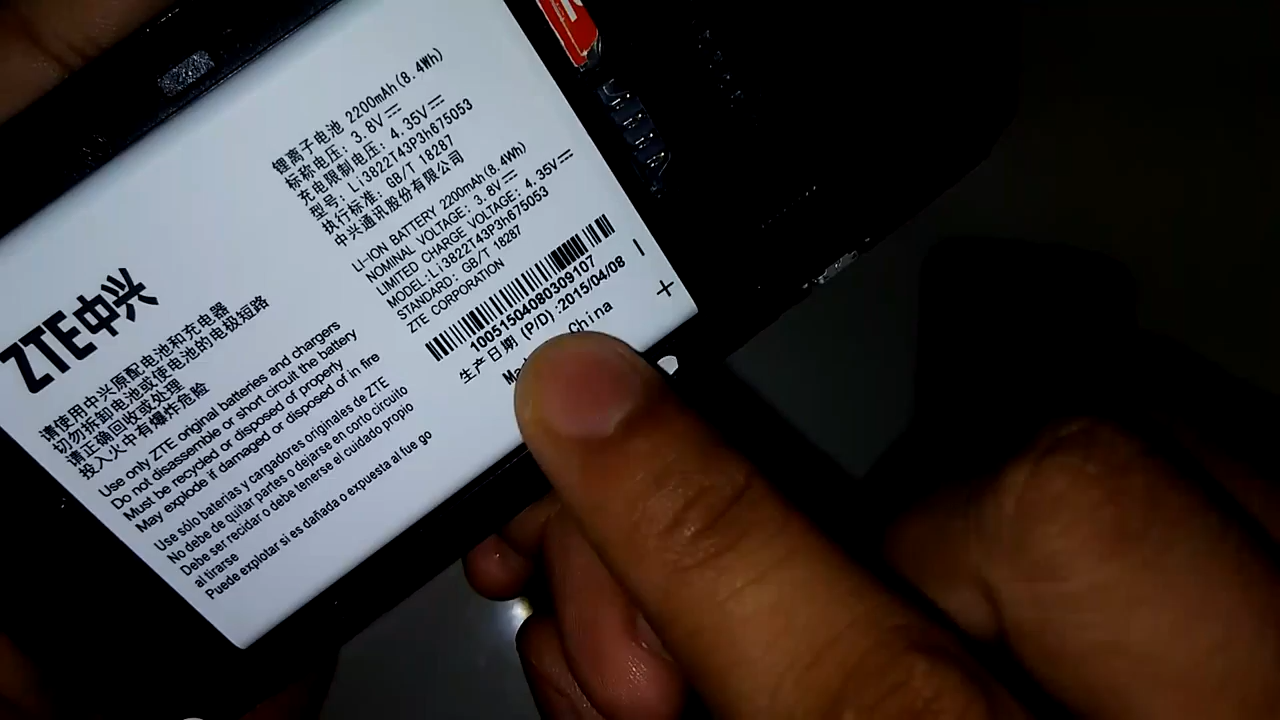 ZTE中兴
请使用中兴原配电池和充电器
切勿拆卸电池或使电池的电极短路
请正确回收或处理
投入火中有爆炸危险
Use only ZTE original batteries and chargers
Do not disassemble or short circuit the battery
Must be recycled or disposed of properly
May explode if damaged or disposed of in fire
Use sólo baterías y cargadores originales de ZTE
No debe de quitar partes o dejarse en corto circuito
Debe ser recidar o debe tenerse el cuidado propio
al tirarse
Puede explotar si es dañada o expuesta al fue go
锂离子电池 2200mAh(8.4Wh)
标称电压: 3.8V⎓
充电限制电压: 4.35V⎓
型号: Li3822T43P3h675053
执行标准: GB/T 18287
中兴通讯股份有限公司
LI-ION BATTERY 2200mAh(8.4Wh)
NOMINAL VOLTAGE: 3.8V⎓
LIMITED CHARGE VOLTAGE: 4.35V⎓
MODEL:Li3822T43P3h675053
STANDARD: GB/T 18287
ZTE CORPORATION
10051504080309107
生产日期 (P/D):2015/04/08
China
− +